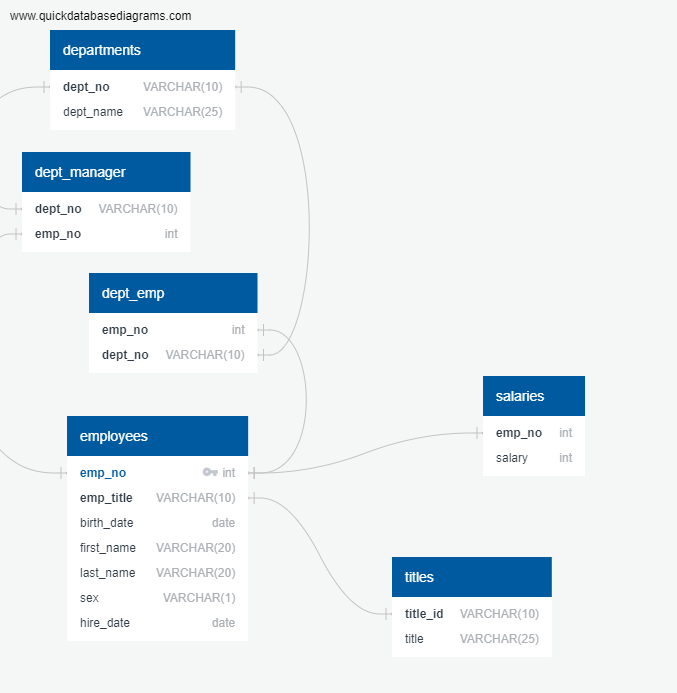 www.quickdatabasediagrams.com
departments
dept_no VARCHAR(10)
dept_name VARCHAR(25)
dept_manager
dept_no VARCHAR(10)
emp_no int
dept_emp
emp_no int
dept_no VARCHAR(10)
salaries
emp_no int
salary int
employees
emp_no int
emp_title VARCHAR(10)
birth_date date
first_name VARCHAR(20)
last_name VARCHAR(20)
sex VARCHAR(1)
hire_date date
titles
title_id VARCHAR(10)
title VARCHAR(25)